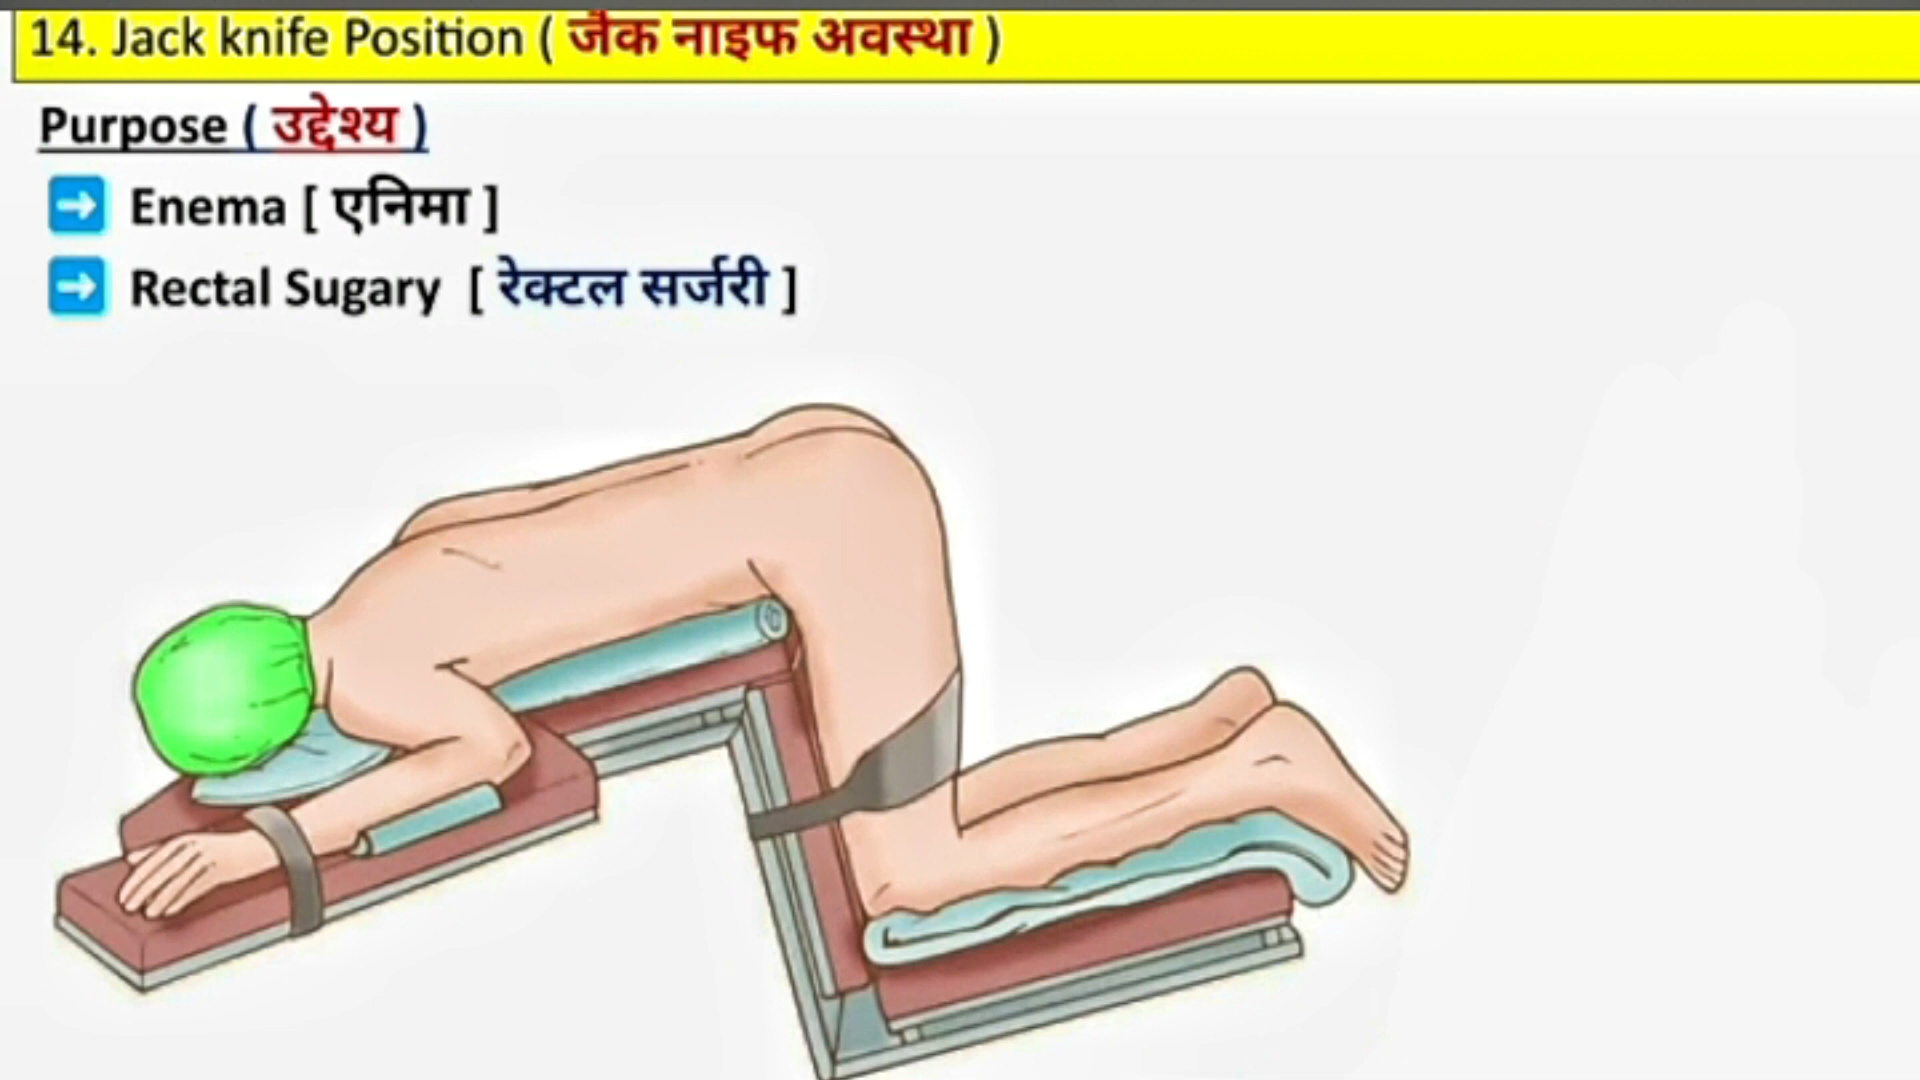 14. Jack knife Position ( जैक नाइफ अवस्था )
Purpose ( उद्देश्य )
Enema [ एनिमा ]
Rectal Sugary [ रेक्टल सर्जरी ]